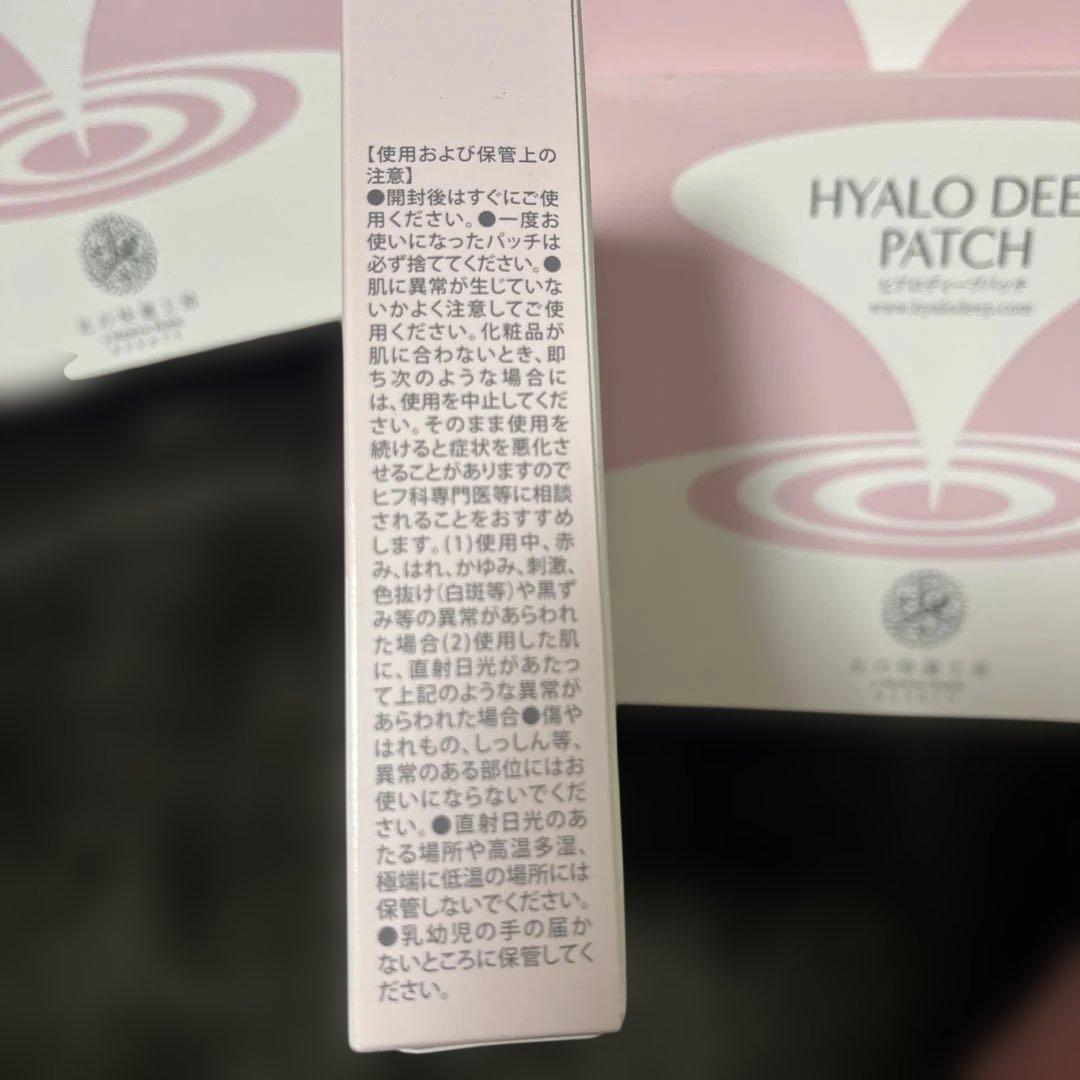 【使用および保管上の
注意】
●開封後はすぐにご使
用ください。●一度お
使いになったパッチは
必ず捨ててください。●
肌に異常が生じていな
いかよく注意してご使
用ください。化粧品が
肌に合わないとき、即
ち次のような場合に
は、使用を中止してくだ
さい。そのまま使用を
続けると症状を悪化さ
せることがありますので
ヒフ科専門医等に相談
されることをおすすめ
します。(1)使用中、赤
み、はれ、かゆみ、刺激、
色抜け(白斑等)や黒ず
み等の異常があらわれ
た場合(2)使用した肌
に、直射日光があたっ
て上記のような異常が
あらわれた場合●傷や
はれもの、しっしん等、
異常のある部位にはお
使いにならないでくだ
さい。●直射日光のあ
たる場所や高温多湿、
極端に低温の場所には
保管しないでください。
●乳幼児の手の届か
ないところに保管してく
ださい。
HYALO DEE
PATCH
ヒアロディープパッチ
www.hyalodeep.com
北の快適工房